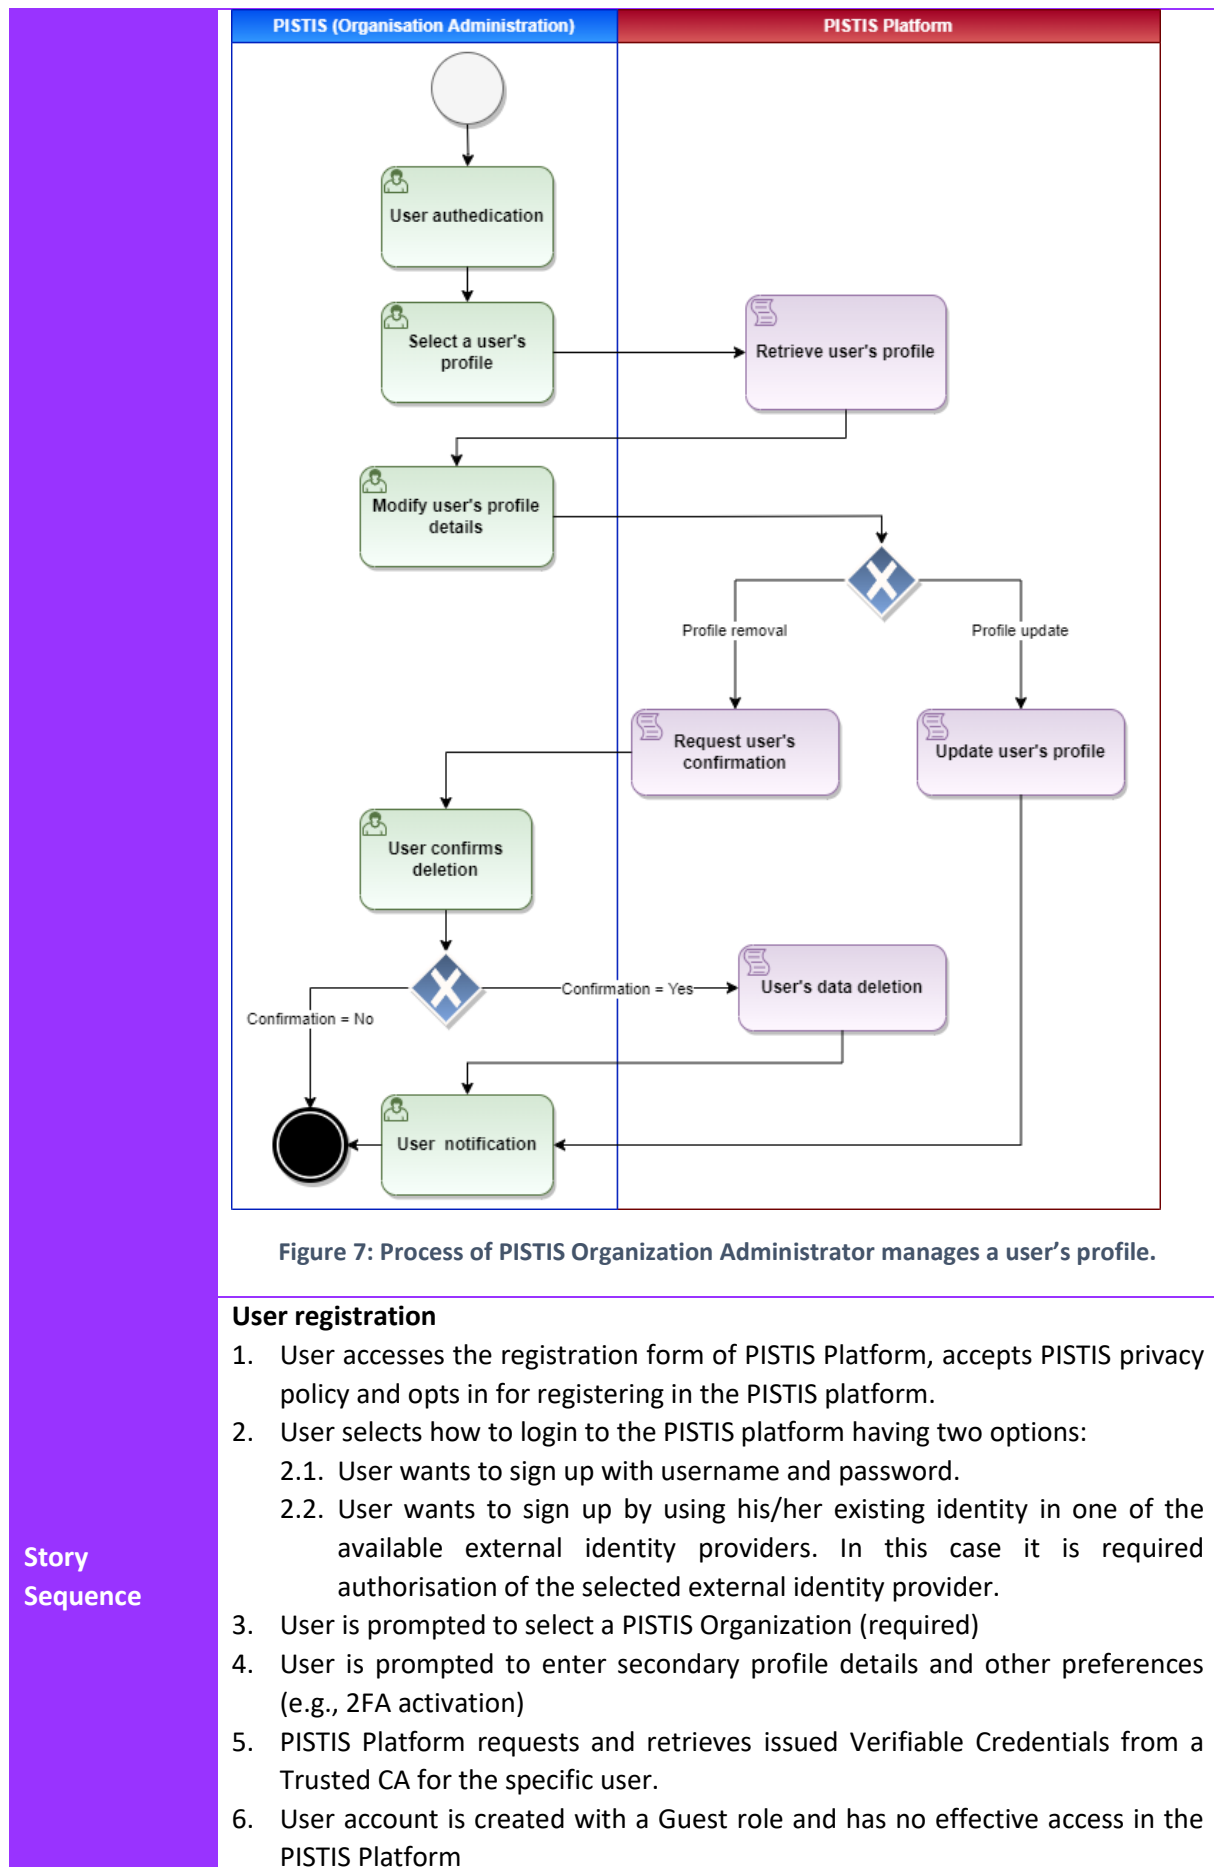 PISTIS (Organisation Administration)
PISTIS Platform
User authedication
Select a user's
profile
Retrieve user's profile
Modify user's profile
details
Profile removal
Profile update
Request user's
confirmation
Update user's profile
User confirms
deletion
Confirmation = Yes
User's data deletion
Confirmation = No
User notification
Figure 7: Process of PISTIS Organization Administrator manages a user’s profile.
Story
Sequence
User registration
1. User accesses the registration form of PISTIS Platform, accepts PISTIS privacy
policy and opts in for registering in the PISTIS platform.
2. User selects how to login to the PISTIS platform having two options:
2.1. User wants to sign up with username and password.
2.2. User wants to sign up by using his/her existing identity in one of the
available external identity providers. In this case it is required
authorisation of the selected external identity provider.
3. User is prompted to select a PISTIS Organization (required)
4. User is prompted to enter secondary profile details and other preferences
(e.g., 2FA activation)
5. PISTIS Platform requests and retrieves issued Verifiable Credentials from a
Trusted CA for the specific user.
6. User account is created with a Guest role and has no effective access in the
PISTIS Platform